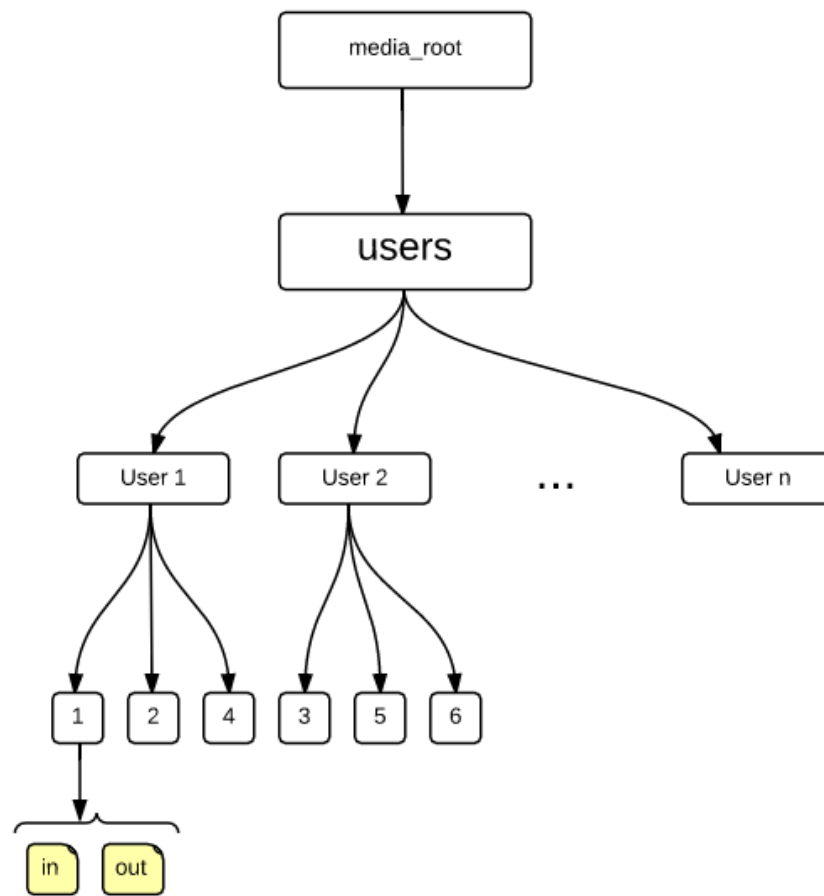 media_root
users
User 1
User 2
...
User n
1
2
4
3
5
6
in
out